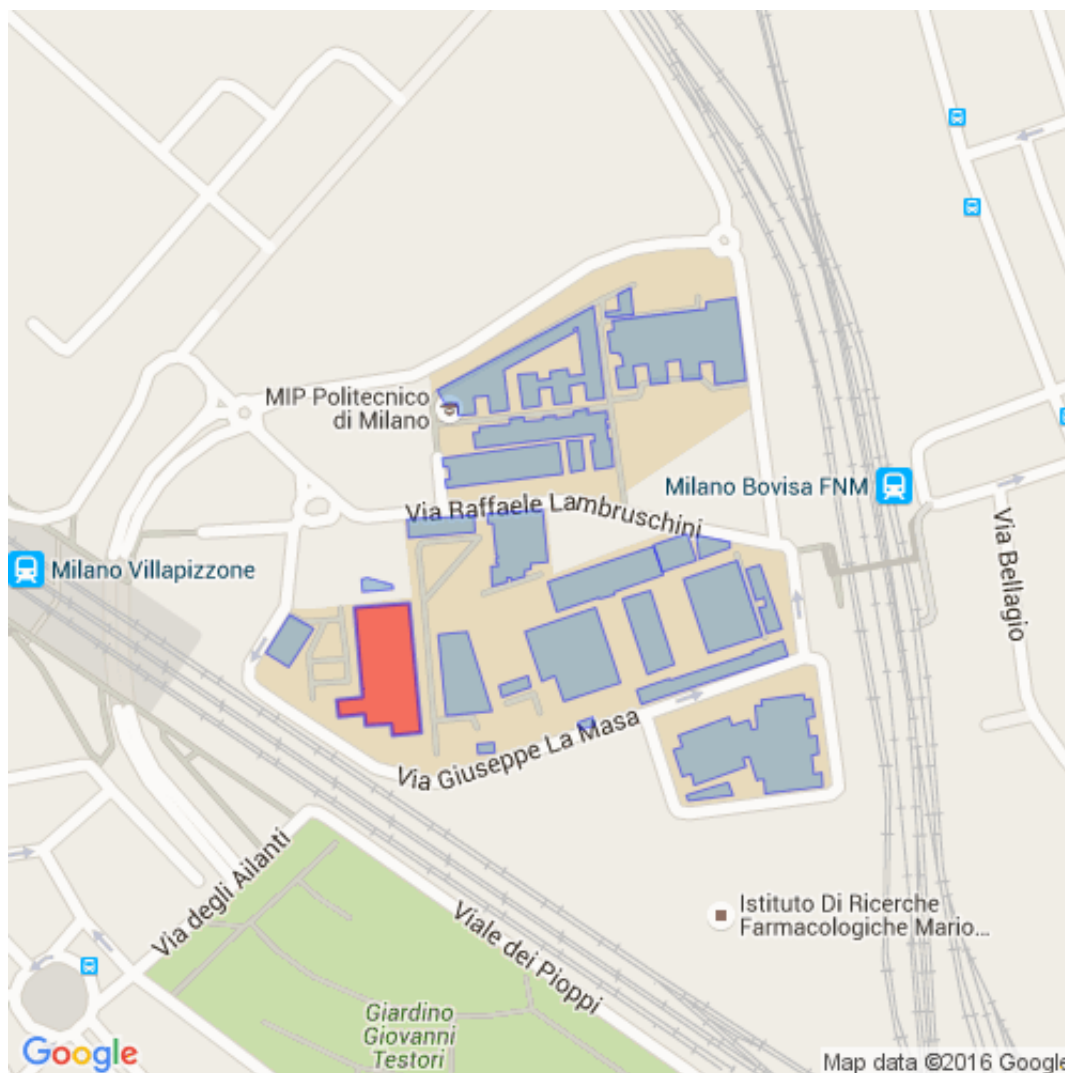 MIP Politecnico
di Milano
Milano Bovisa FNM
Via Raffaele Lambruschini
Via Bellagio
Milano Villapizzone
Via Giuseppe La Masa
Via degli Ailanti
Viale dei Pioppi
Istituto Di Ricerche
Farmacologiche Mario...
Giardino
Giovanni
Testori
Google
Map data ©2016 Google